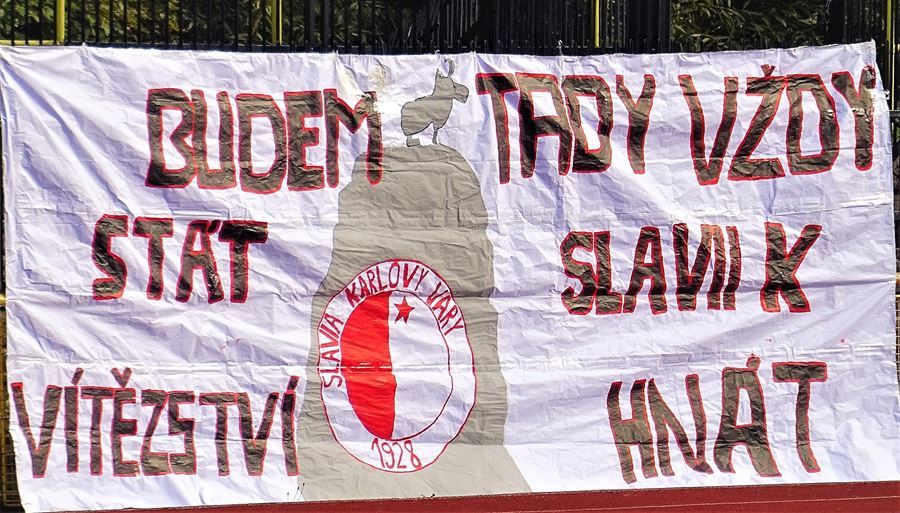 BUDEM TADY VŽDY
STÁT SLAVII K
VÍTĚZSTVÍ HNÁT
SLAVIA KARLOVY VARY
1928